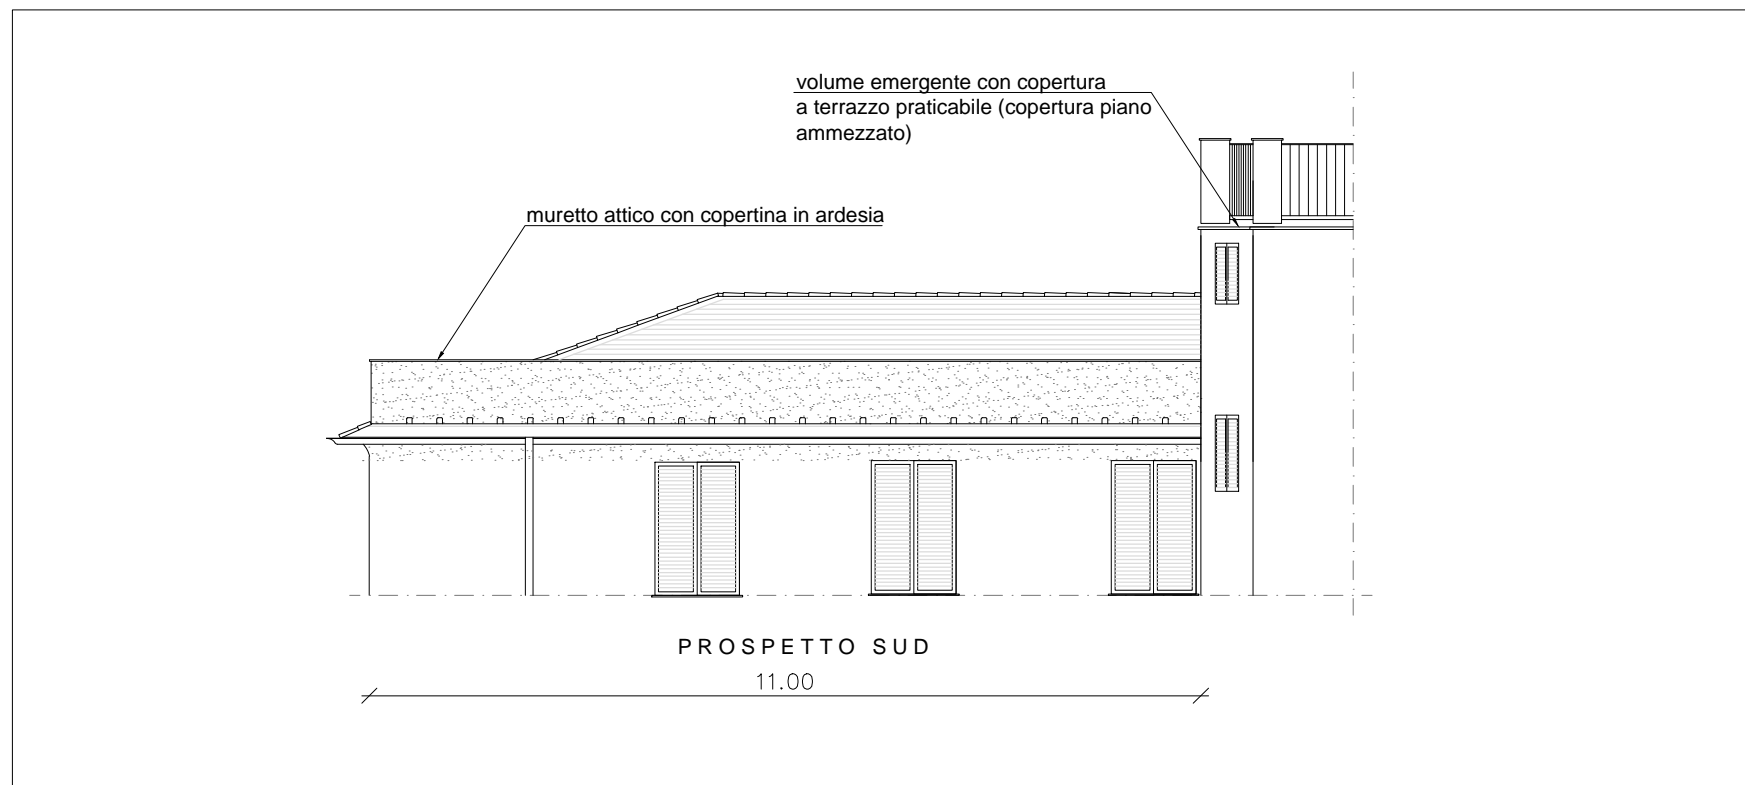 volume emergente con copertura
a terrazzo praticabile (copertura piano
ammezzato)
muretto attico con copertina in ardesia
PROSPETTO SUD
11.00